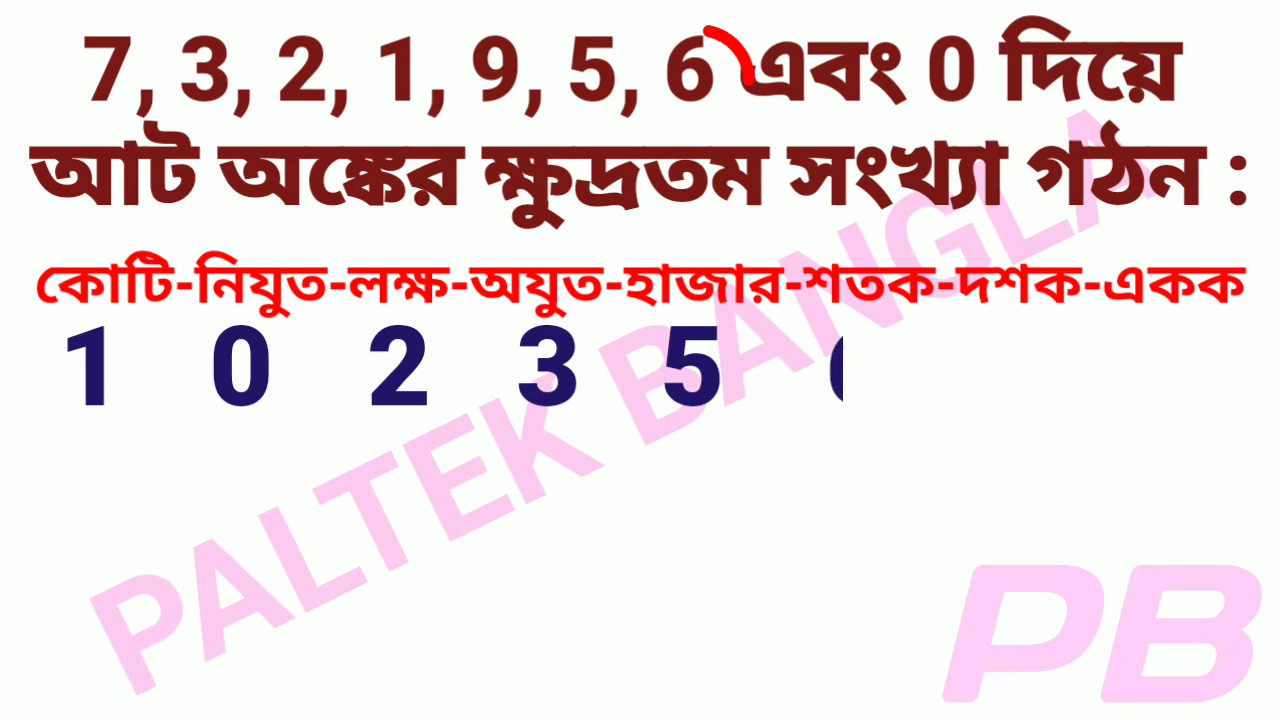 7, 3, 2, 1, 9, 5, 6 এবং 0 দিয়ে
আট অঙ্কের ক্ষুদ্রতম সংখ্যা গঠন :
কোটি-নিযুত-লক্ষ-অযুত-হাজার-শতক-দশক-একক
1 0 2 3 5
PALTEK BANGLA
PB